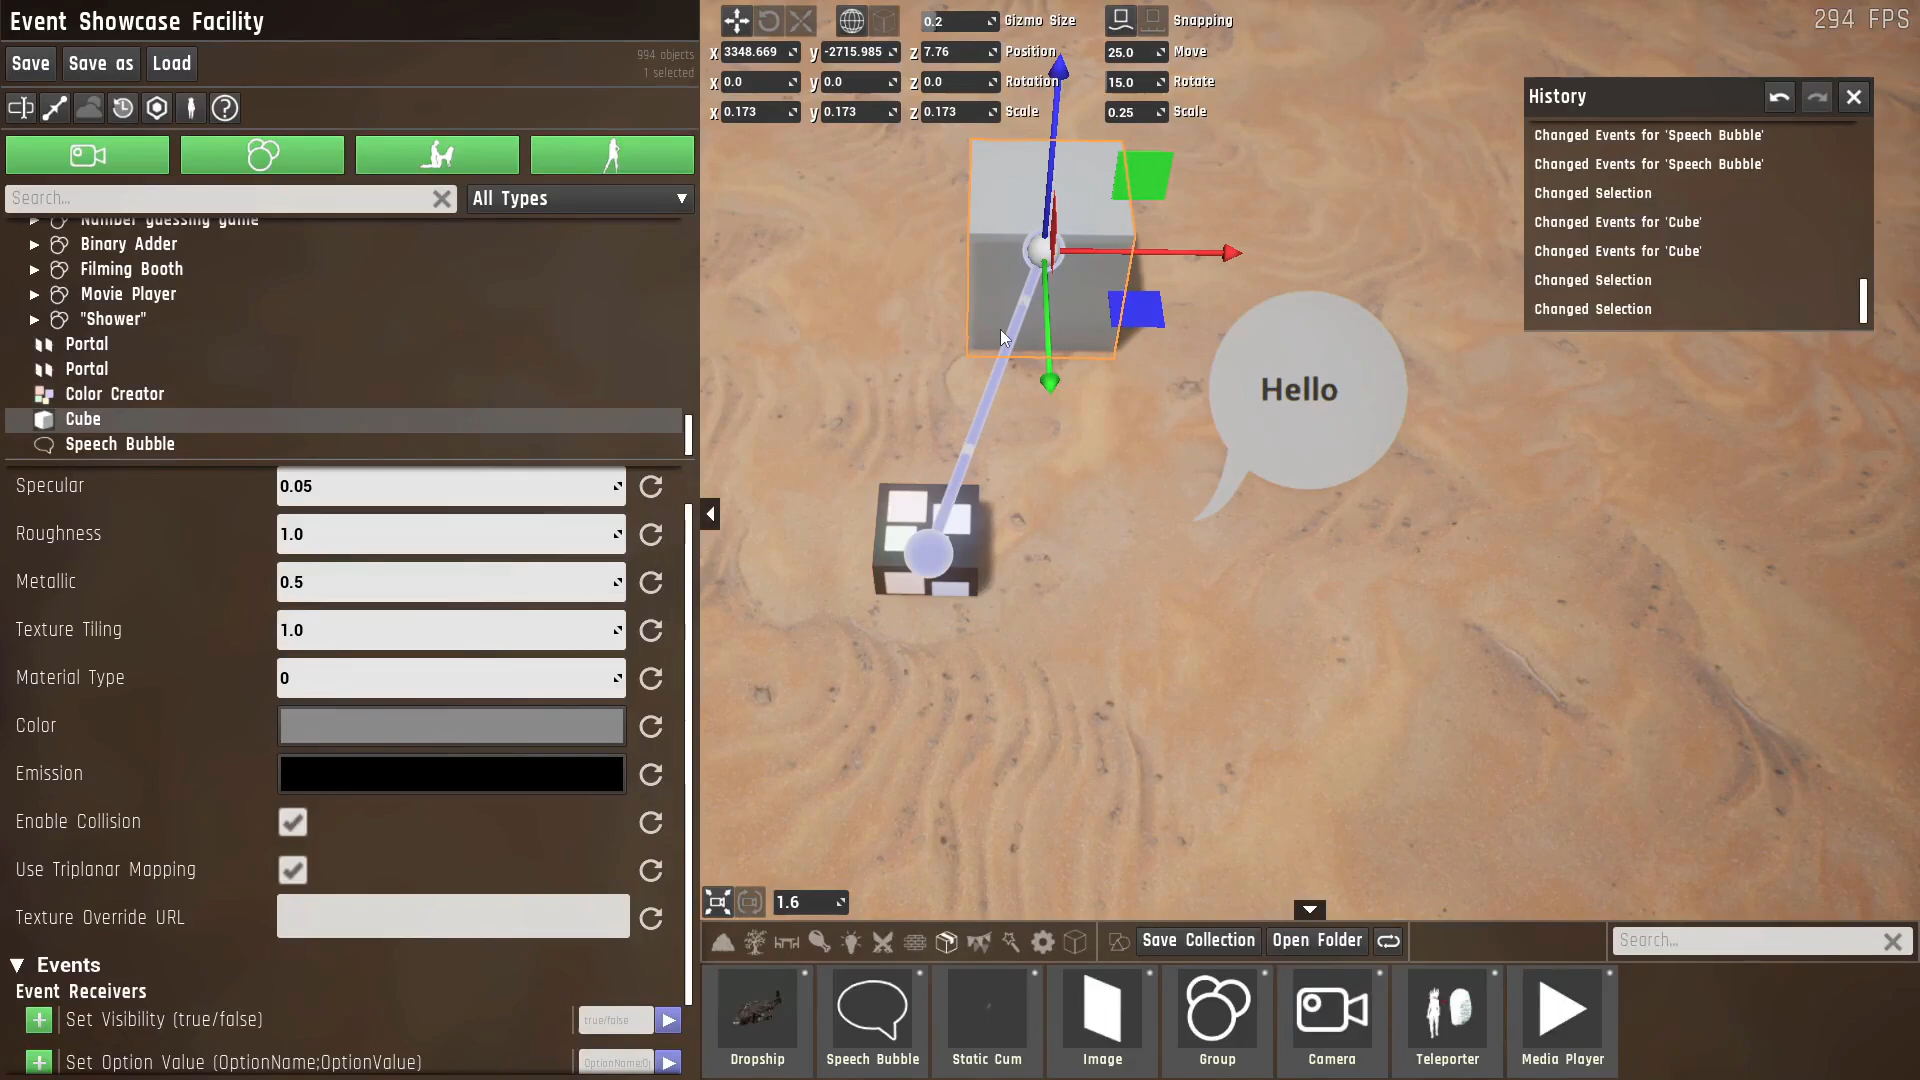 Event Showcase Facility
Save
Save as
Load
994 objects
1 selected
Search...
All Types
Number guessing game
Binary Adder
Filming Booth
Movie Player
"Shower"
Portal
Portal
Color Creator
Cube
Speech Bubble
Specular
0.05
Roughness
1.0
Metallic
0.5
Texture Tiling
1.0
Material Type
0
Color
Emission
Enable Collision
Use Triplanar Mapping
Texture Override URL
Events
Event Receivers
Set Visibility (true/false)
true/false
Set Option Value (OptionName;OptionValue)
0.2 Gizmo Size
Snapping
X 3348.669 y -2715.985 Z 7.76 Position
25.0 Move
X 0.0 y 0.0 Z 0.0 Rotation
15.0 Rotate
X 0.173 y 0.173 Z 0.173 Scale
0.25 Scale
294 FPS
History
Changed Events for 'Speech Bubble'
Changed Events for 'Speech Bubble'
Changed Selection
Changed Events for 'Cube'
Changed Events for 'Cube'
Changed Selection
Changed Selection
Hello
1.6
Save Collection
Open Folder
Search...
Dropship
Speech Bubble
Static Cum
Image
Group
Camera
Teleporter
Media Player